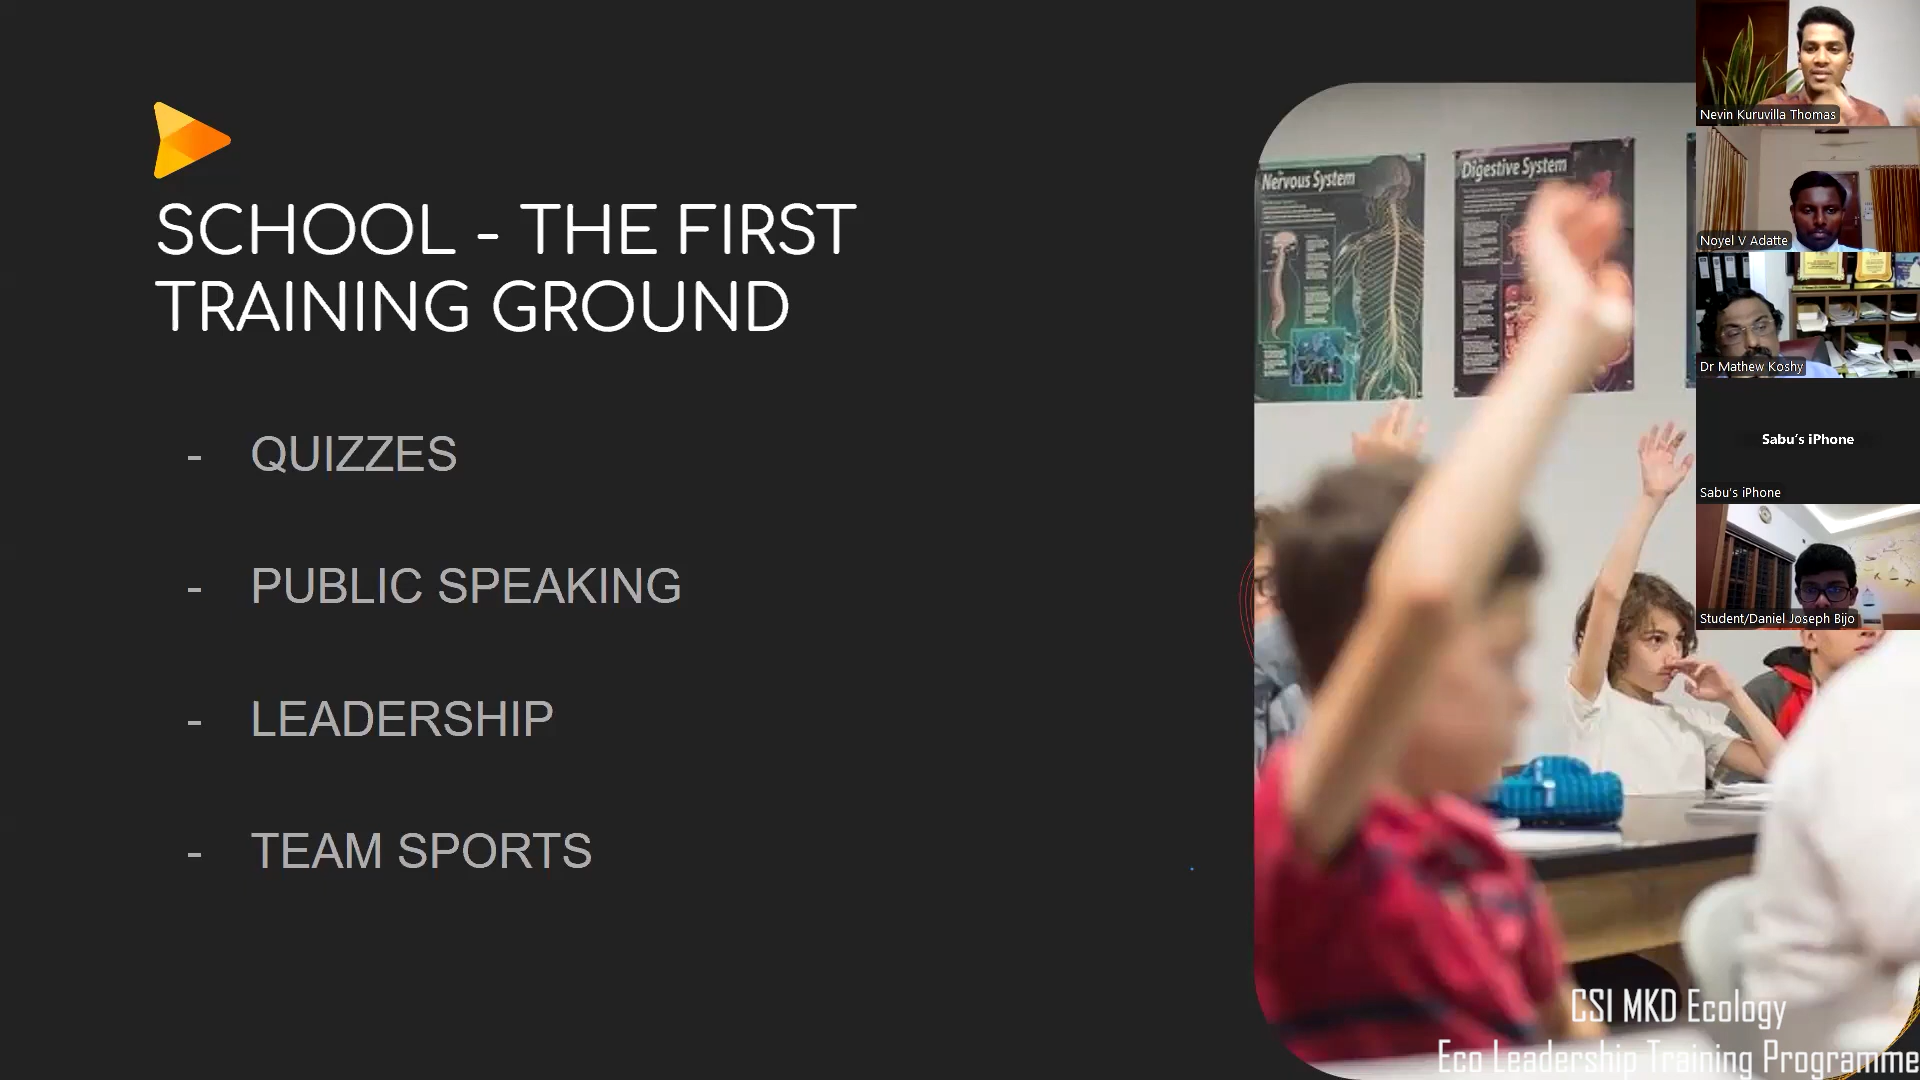 SCHOOL - THE FIRST
TRAINING GROUND
- QUIZZES
- PUBLIC SPEAKING
- LEADERSHIP
- TEAM SPORTS
Nervous System
Digestive System
Nevin Kuruvilla Thomas
Noyel V Adatte
Dr Mathew Koshy
Sabu's iPhone
Sabu's iPhone
Student/Daniel Joseph Bijo
CSI MKD Ecology
Eco Leadership Training Programme